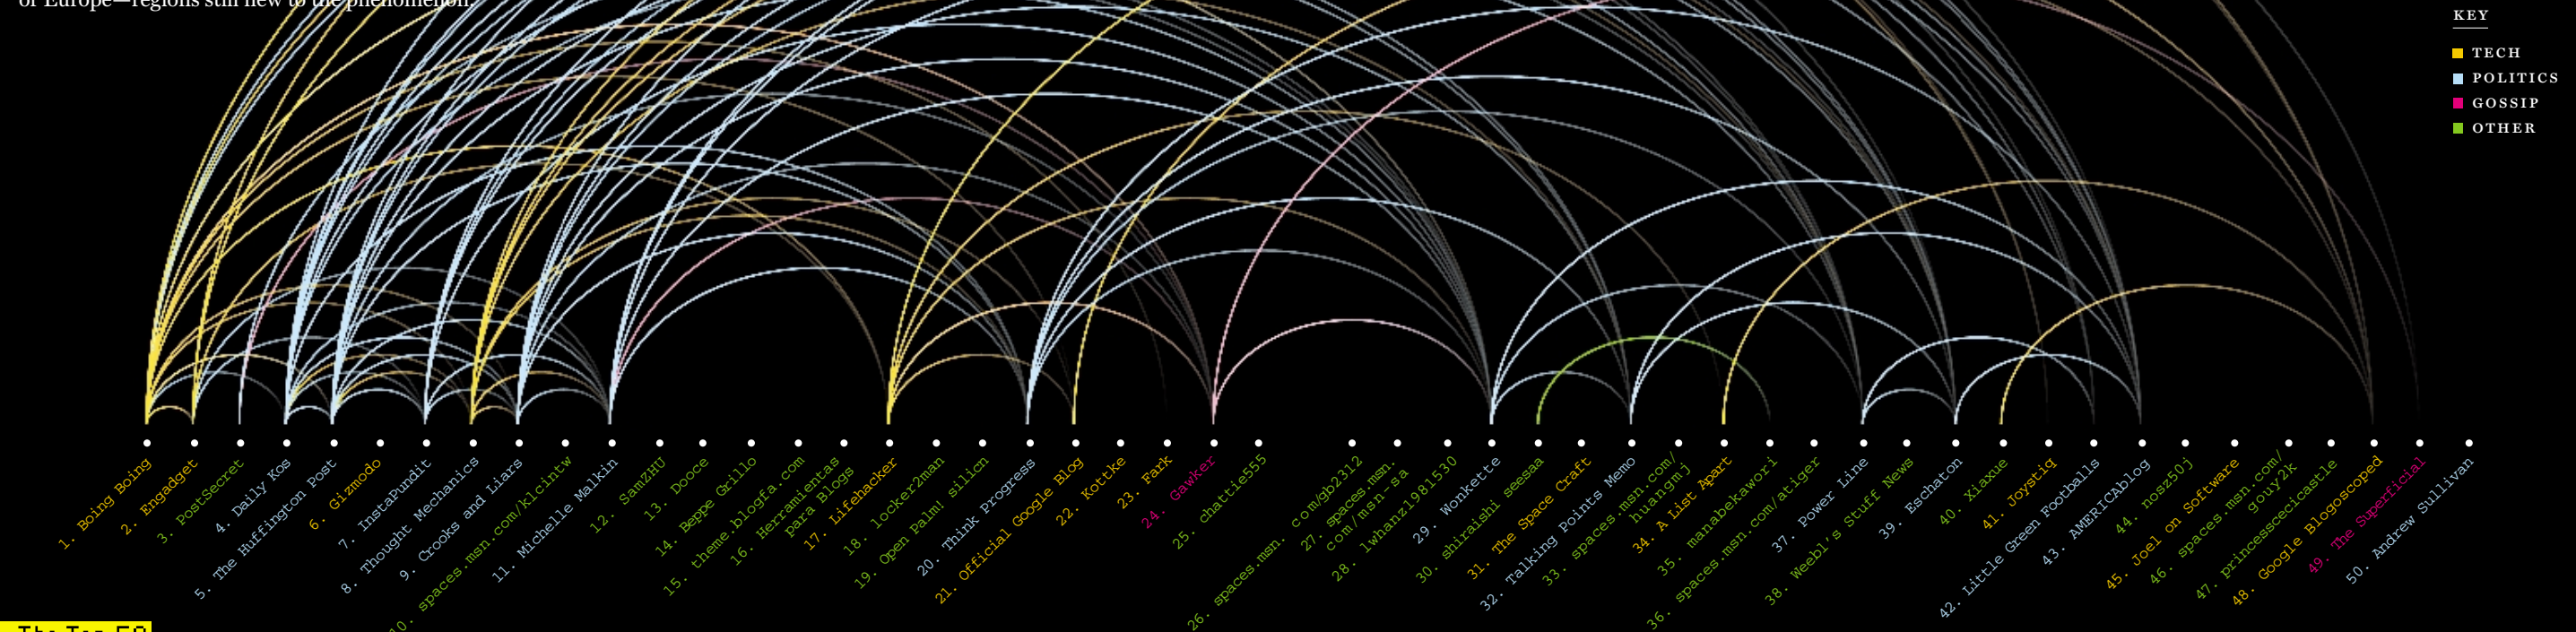 or Europe—regions still new to the phenomenon.
KEY
TECH
POLITICS
GOSSIP
OTHER
1. Boing Boing
2. Engadget
3. PostSecret
4. Daily Kos
5. The Huffington Post
6. Gizmodo
7. InstaPundit
8. Thought Mechanics
9. Crooks and Liars
10. spaces.msn.com/klcintw
11. Michelle Malkin
12. SamZHU
13. Dooce
14. Beppe Grillo
15. theme.blogfa.com
16. Herramientas
para Blogs
17. Lifehacker
18. locker2man
19. Open Palm! silicn
20. Think Progress
21. Official Google Blog
22. Kottke
23. Fark
24. Gawker
25. chattie555
26. spaces.msn. com/gb2312
27. spaces.msn.
com/msn-sa
28. lwhanz1981530
29. Wonkette
30. shiraishi seesaa
31. The Space Craft
32. Talking Points Memo
33. spaces.msn.com/
huangmj
34. A List Apart
35. manabekawori
36. spaces.msn.com/atiger
37. Power Line
38. Weebl's Stuff News
39. Eschaton
40. Xiaxue
41. Joystiq
42. Little Green Footballs
43. AMERICAblog
44. nosz50j
45. Joel on Software
46. spaces.msn.com/
gouy2k
47. princesscecicastle
48. Google Blogoscoped
49. The Superficial
50. Andrew Sullivan
The Top 50